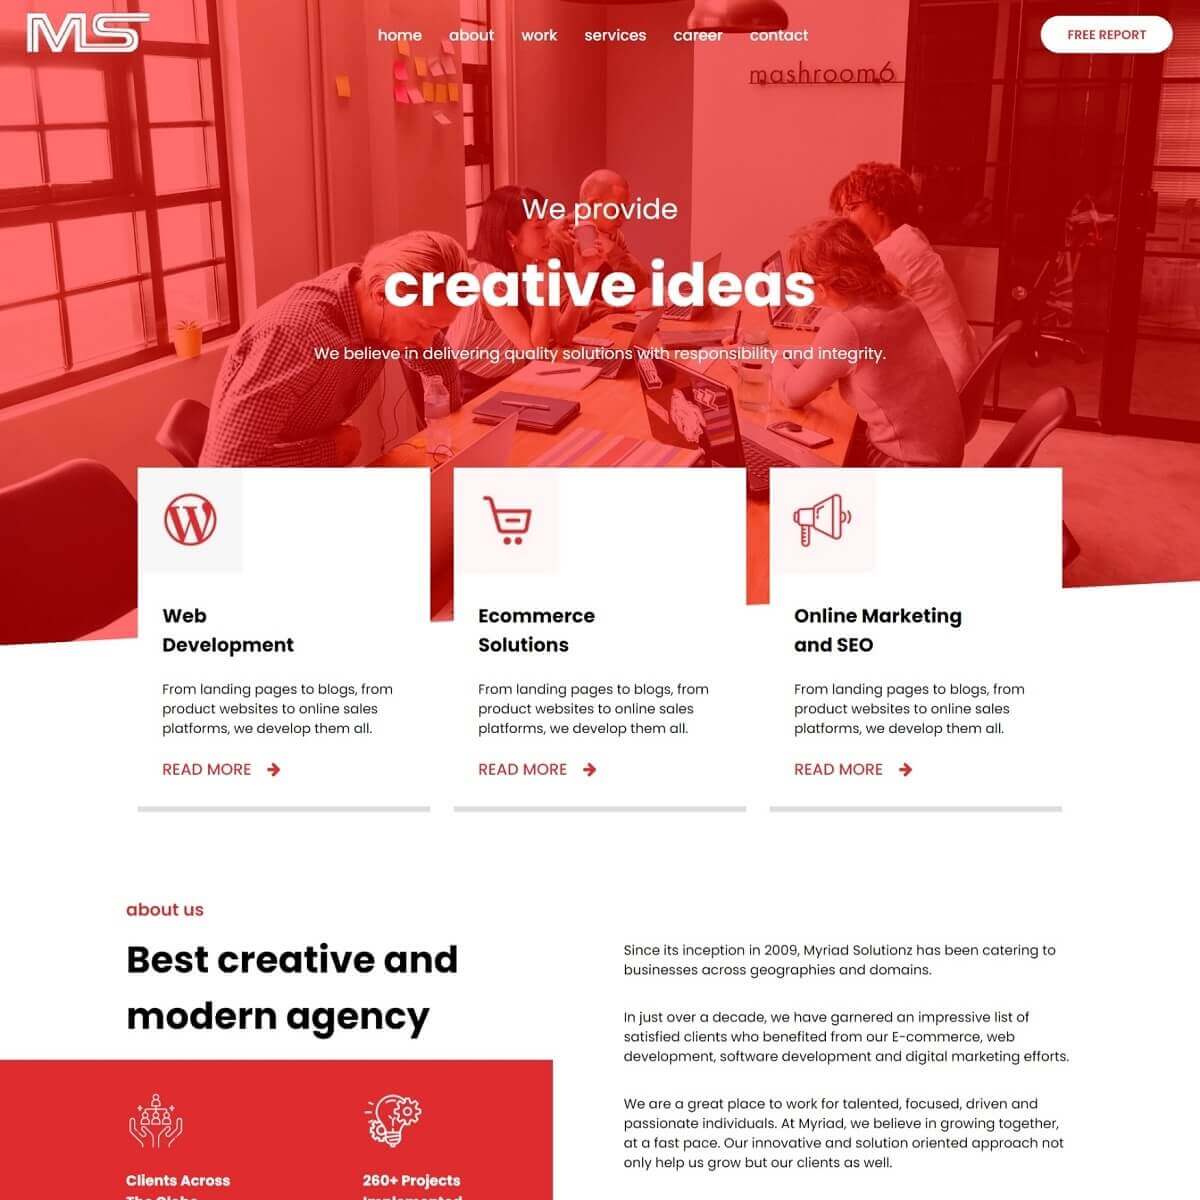 MLS
home about work services career contact
FREE REPORT
mashroom6
We provide
creative ideas
We believe in delivering quality solutions with responsibility and integrity.
Web
Development
From landing pages to blogs, from
product websites to online sales
platforms, we develop them all.
READ MORE
Ecommerce
Solutions
From landing pages to blogs, from
product websites to online sales
platforms, we develop them all.
READ MORE
Online Marketing
and SEO
From landing pages to blogs, from
product websites to online sales
platforms, we develop them all.
READ MORE
about us
Best creative and
modern agency
Since its inception in 2009, Myriad Solutionz has been catering to
businesses across geographies and domains.
In just over a decade, we have garnered an impressive list of
satisfied clients who benefited from our E-commerce, web
development, software development and digital marketing efforts.
We are a great place to work for talented, focused, driven and
passionate individuals. At Myriad, we believe in growing together,
at a fast pace. Our innovative and solution oriented approach not
only help us grow but our clients as well.
Clients Across
The Globe
260+ Projects
Implemented